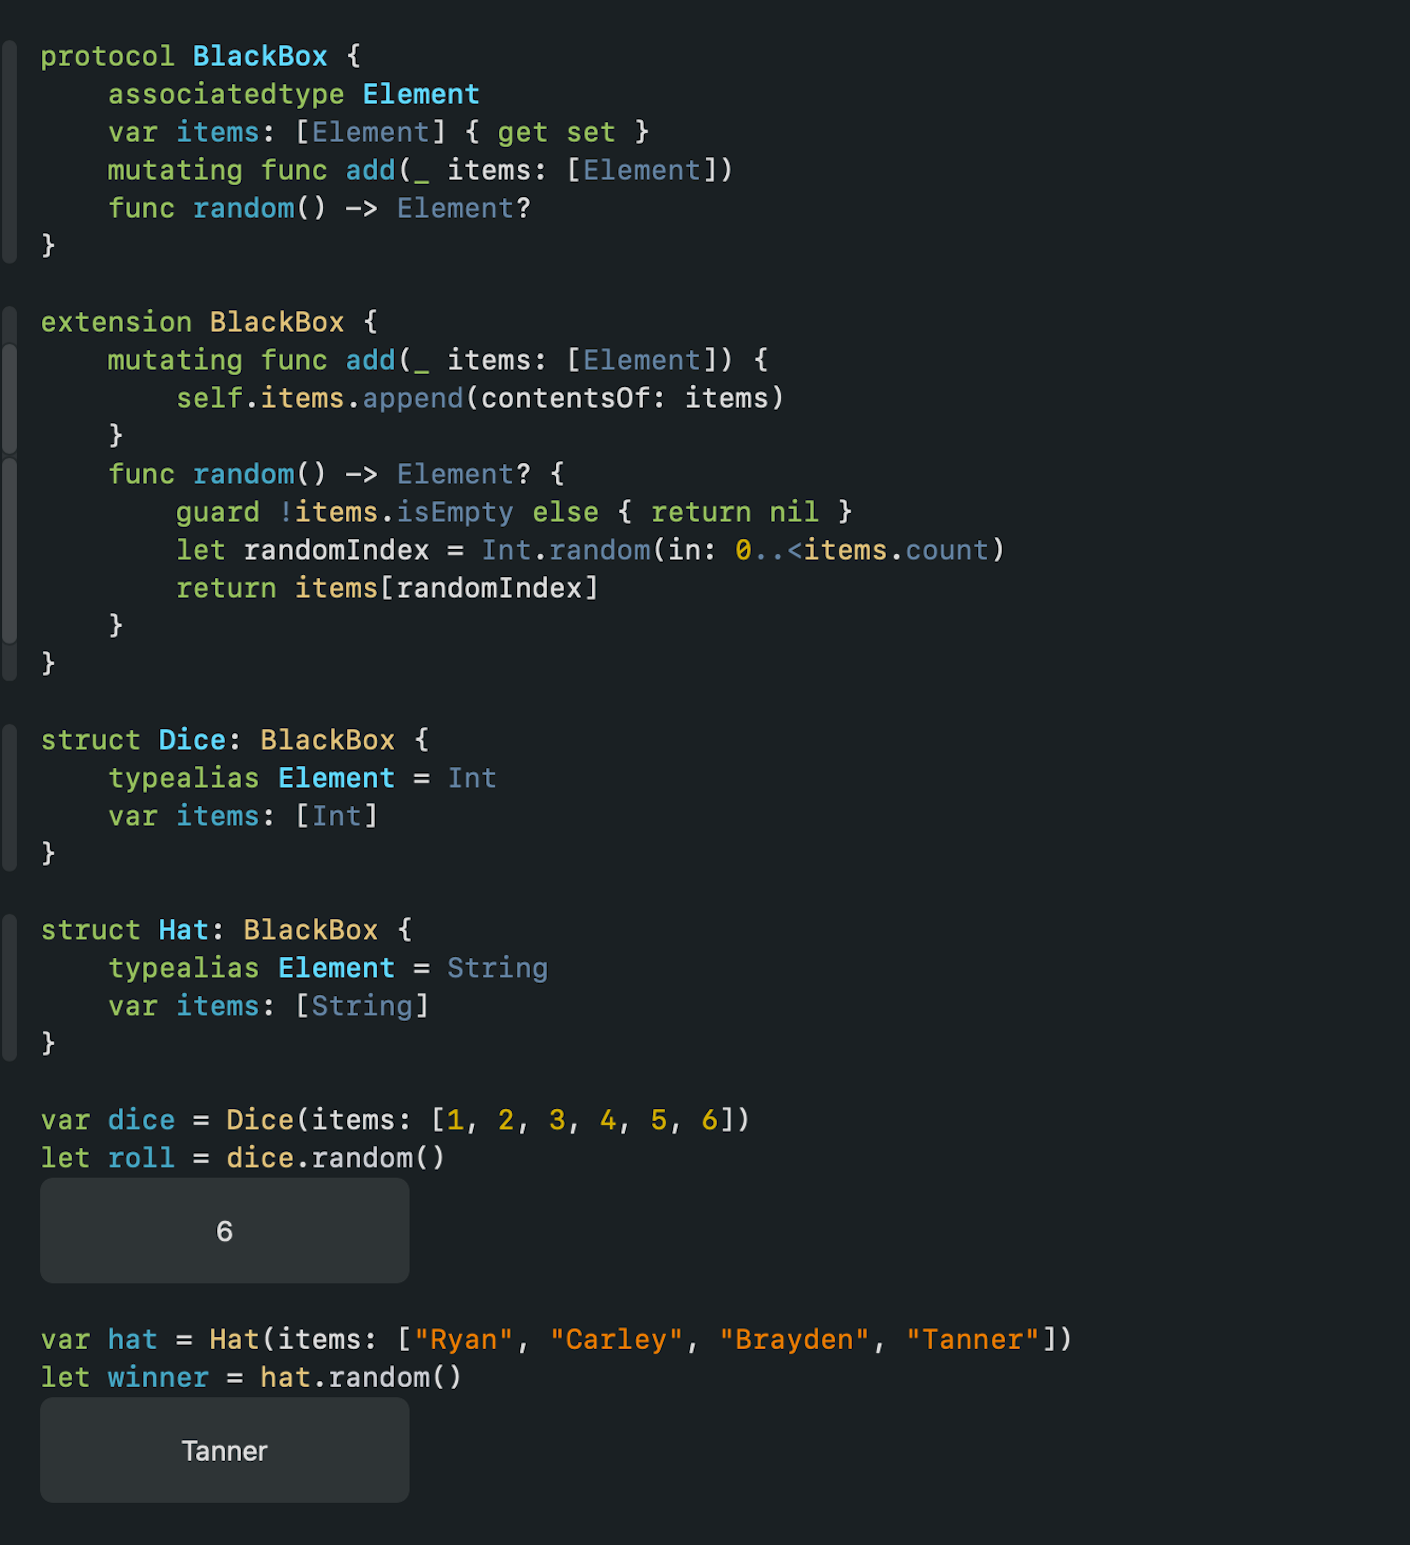 protocol BlackBox {
    associatedtype Element
    var items: [Element] { get set }
    mutating func add(_ items: [Element])
    func random() -> Element?
}
extension BlackBox {
    mutating func add(_ items: [Element]) {
        self.items.append(contentsOf: items)
    }
    func random() -> Element? {
        guard !items.isEmpty else { return nil }
        let randomIndex = Int.random(in: 0..<items.count)
        return items[randomIndex]
    }
}
struct Dice: BlackBox {
    typealias Element = Int
    var items: [Int]
}
struct Hat: BlackBox {
    typealias Element = String
    var items: [String]
}
var dice = Dice(items: [1, 2, 3, 4, 5, 6])
let roll = dice.random()
6
var hat = Hat(items: ["Ryan", "Carley", "Brayden", "Tanner"])
let winner = hat.random()
Tanner